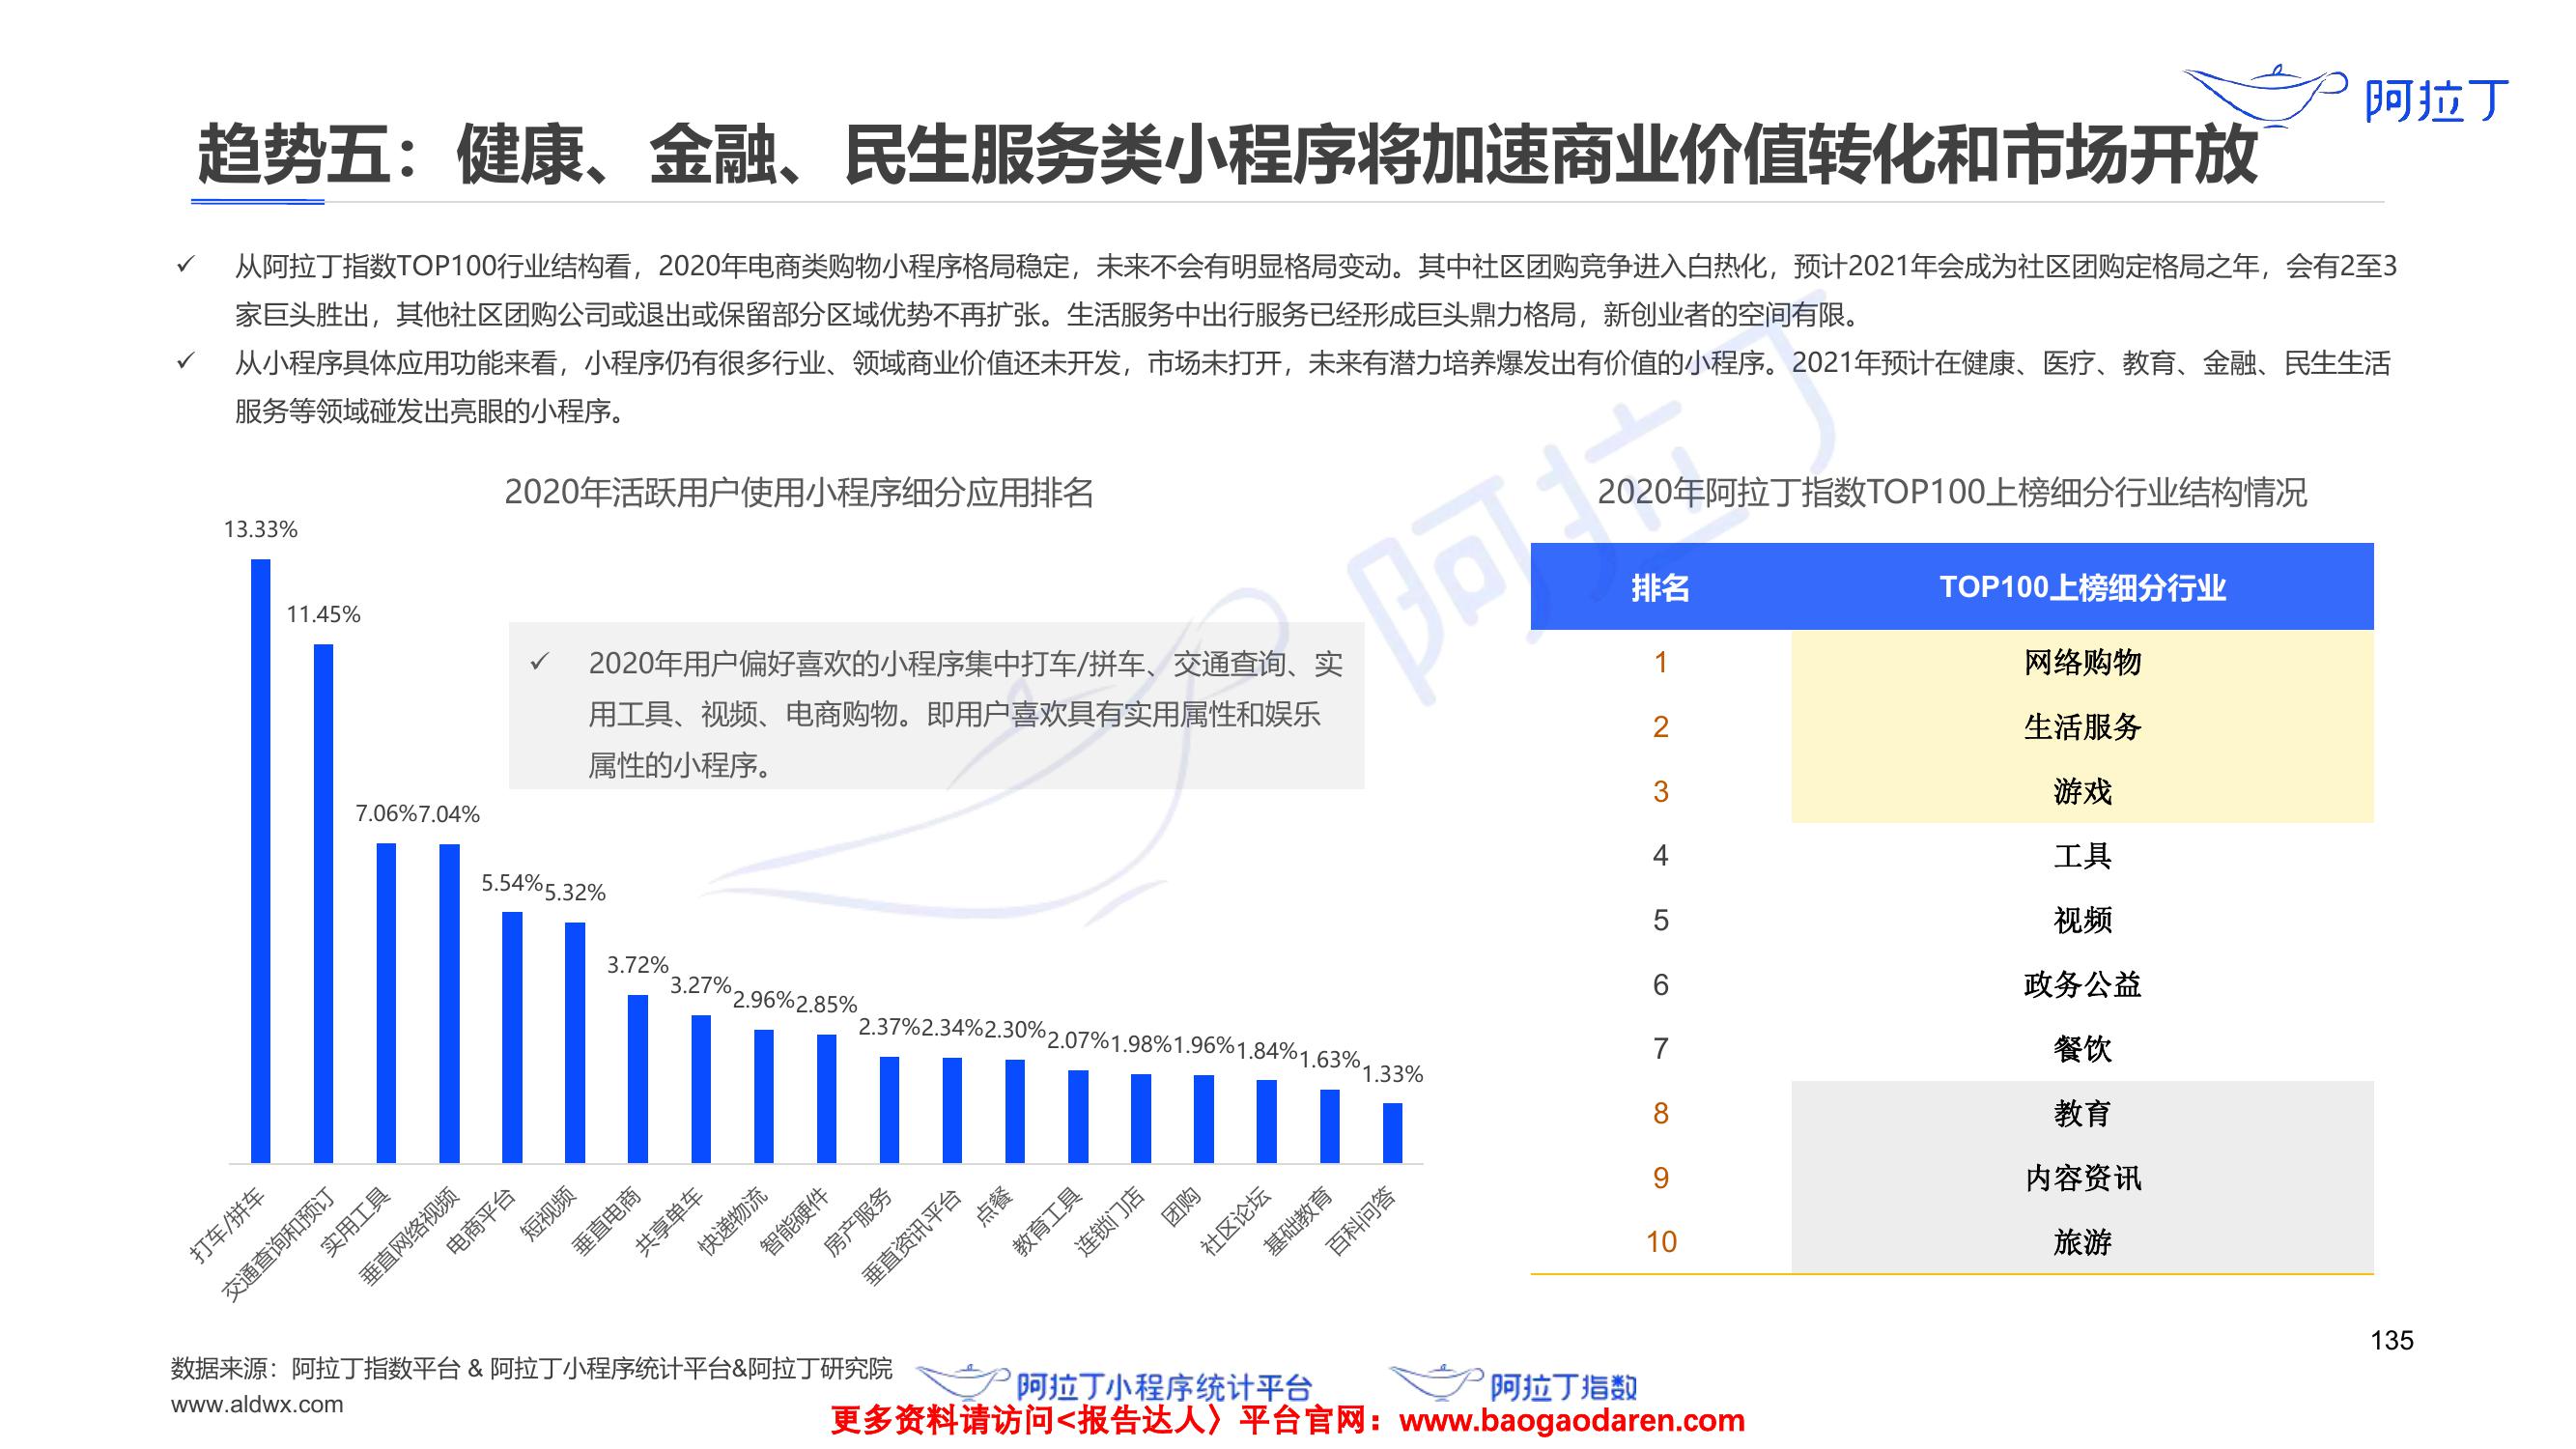 阿拉丁
趋势五：健康、金融、民生服务类小程序将加速商业价值转化和市场开放
✓ 从阿拉丁指数TOP100行业结构看，2020年电商类购物小程序格局稳定，未来不会有明显格局变动。其中社区团购竞争进入白热化，预计2021年会成为社区团购定格局之年，会有2至3
家巨头胜出，其他社区团购公司或退出或保留部分区域优势不再扩张。生活服务中出行服务已经形成巨头鼎力格局，新创业者的空间有限。
✓ 从小程序具体应用功能来看，小程序仍有很多行业、领域商业价值还未开发，市场未打开，未来有潜力培养爆发出有价值的小程序。2021年预计在健康、医疗、教育、金融、民生生活
服务等领域碰发出亮眼的小程序。
2020年活跃用户使用小程序细分应用排名
13.33%
11.45%
7.06%
7.04%
5.54%
5.32%
3.72%
3.27%
2.96%
2.85%
2.37%
2.34%
2.30%
2.07%
1.98%
1.96%
1.84%
1.63%
1.33%
✓ 2020年用户偏好喜欢的小程序集中打车/拼车、交通查询、实
用工具、视频、电商购物。即用户喜欢具有实用属性和娱乐
属性的小程序。
打车/拼车
交通查询和预订
实用工具
垂直网络视频
电商平台
短视频
垂直电商
共享单车
快递物流
智能硬件
房产服务
垂直资讯平台
点餐
教育工具
连锁门店
团购
社区论坛
基础教育
百科问答
2020年阿拉丁指数TOP100上榜细分行业结构情况
排名 TOP100上榜细分行业
1 网络购物
2 生活服务
3 游戏
4 工具
5 视频
6 政务公益
7 餐饮
8 教育
9 内容资讯
10 旅游
阿拉丁
135
数据来源：阿拉丁指数平台 & 阿拉丁小程序统计平台&阿拉丁研究院
www.aldwx.com
阿拉丁小程序统计平台
阿拉丁指数
更多资料请访问<报告达人〉平台官网：www.baogaodaren.com